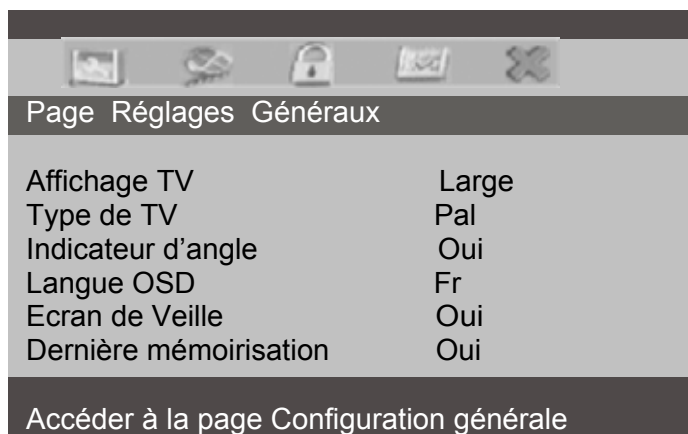 Page Réglages Généraux
Affichage TV Large
Type de TV Pal
Indicateur d’angle Oui
Langue OSD Fr
Ecran de Veille Oui
Dernière mémoirisation Oui
Accéder à la page Configuration générale